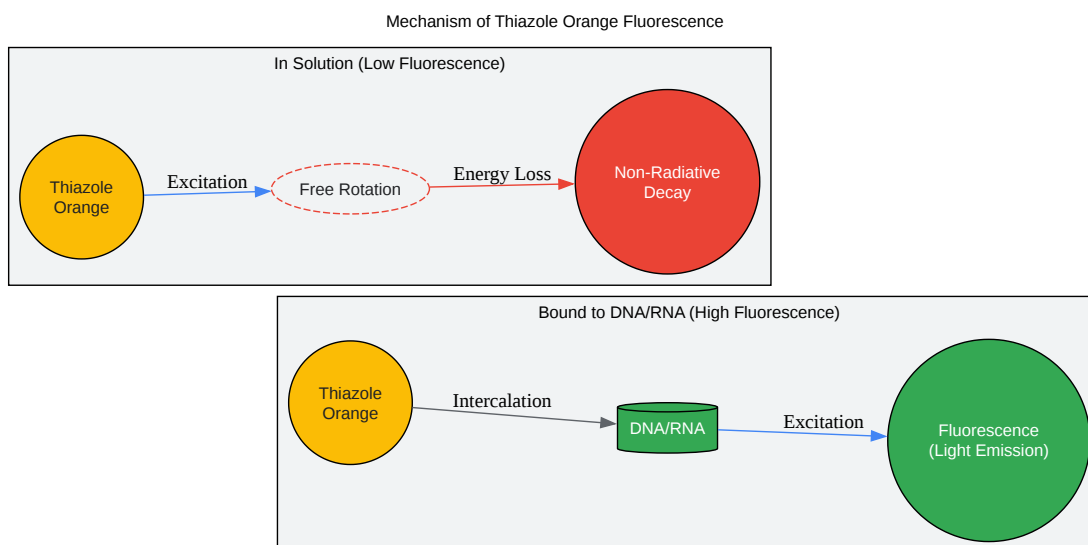 Mechanism of Thiazole Orange Fluorescence
In Solution (Low Fluorescence)
Thiazole
Orange
Excitation
Free Rotation
Energy Loss
Non-Radiative
Decay
Bound to DNA/RNA (High Fluorescence)
Thiazole
Orange
Intercalation
DNA/RNA
Excitation
Fluorescence
(Light Emission)